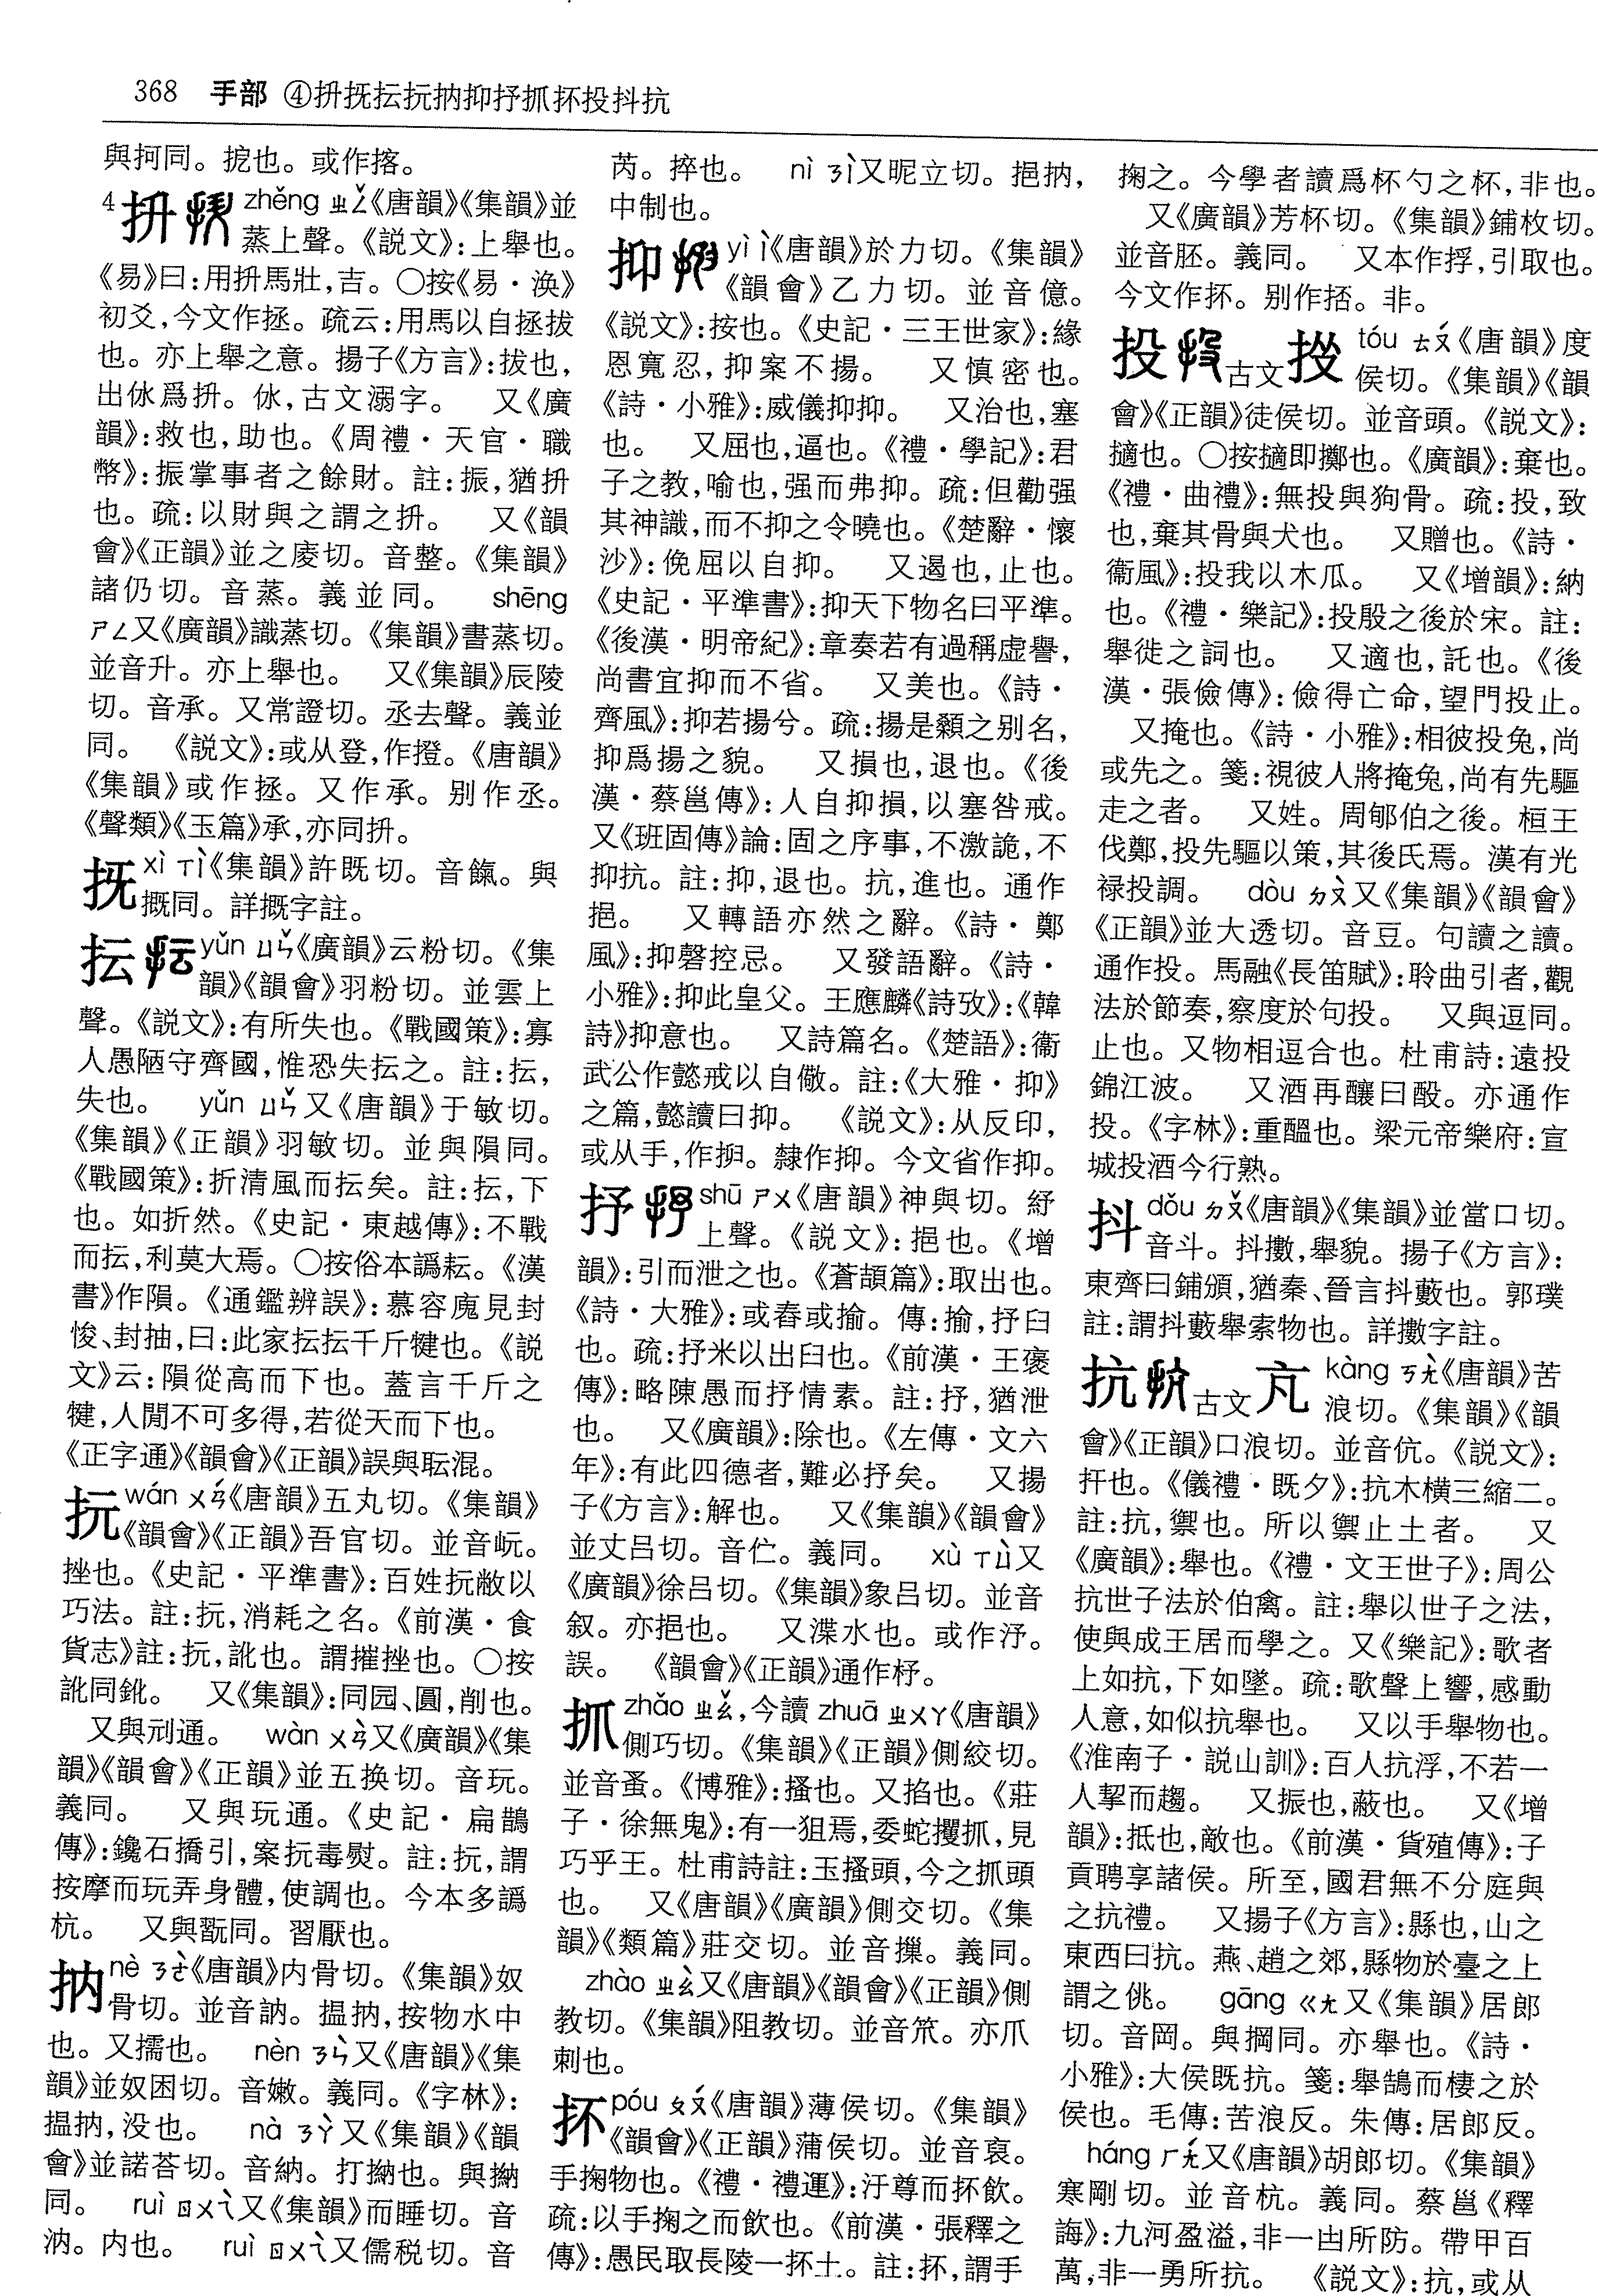 368 手部 ④抍抏抎抏抐抑抒抓抔投抖抗
與抲同。挖也。或作搿。
4 抍 zhěng ㄓㄥˇ《唐韻》《集韻》並
蒸上聲。《説文》:上舉也。
《易》曰:用抍馬壯,吉。○按《易·渙》
初爻,今文作拯。疏云:用馬以自拯拔
也。亦上舉之意。揚子《方言》:拔也,
出㲻爲抍。㲻,古文溺字。 又《廣
韻》:救也,助也。《周禮·天官·職
幣》:振掌事者之餘財。註:振,猶抍
也。疏:以財與之謂之抍。 又《韻
會》《正韻》並之庱切。音整。《集韻》
諸仍切。音蒸。義並同。 shēng
ㄕㄥ又《廣韻》識蒸切。《集韻》書蒸切。
並音升。亦上舉也。 又《集韻》辰陵
切。音承。又常證切。丞去聲。義並
同。 《説文》:或从登,作撜。《唐韻》
《集韻》或作拯。又作承。别作丞。
《聲類》《玉篇》承,亦同抍。
xì ㄒㄧˋ《集韻》許既切。音餼。與
摡同。詳摡字註。
抎 yǔn ㄩㄣˇ《廣韻》云粉切。《集
韻》《韻會》羽粉切。並雲上
聲。《説文》:有所失也。《戰國策》:寡
人愚陋守齊國,惟恐失抎之。註:抎,
失也。 yǔn ㄩㄣˇ又《唐韻》于敏切。
《集韻》《正韻》羽敏切。並與隕同。
《戰國策》:折清風而抎矣。註:抎,下
也。如折然。《史記·東越傳》:不戰
而抎,利莫大焉。○按俗本譌耘。《漢
書》作隕。《通鑑辨誤》:慕容廆見封
悛、封抽,曰:此家抎抎千斤犍也。《説
文》云:隕從高而下也。蓋言千斤之
犍,人閒不可多得,若從天而下也。
《正字通》《韻會》《正韻》誤與耺混。
抏 wán ㄨㄢˊ《唐韻》五丸切。《集韻》
《韻會》《正韻》吾官切。並音岏。
挫也。《史記·平準書》:百姓抏敝以
巧法。註:抏,消耗之名。《前漢·食
貨志》註:抏,訛也。謂摧挫也。○按
訛同鈋。 又《集韻》:同园、圓,削也。
又與刓通。 wàn ㄨㄢˋ又《廣韻》《集
韻》《韻會》《正韻》並五换切。音玩。
義同。 又與玩通。《史記·扁鵲
傳》:鑱石撟引,案抏毒熨。註:抏,謂
按摩而玩弄身體,使調也。今本多譌
杭。 又與翫同。習厭也。
抐 nè ㄋㄜˋ《唐韻》内骨切。《集韻》奴
骨切。並音訥。揾抐,按物水中
也。又擩也。 nèn ㄋㄣˋ又《唐韻》《集
韻》並奴困切。音嫩。義同。《字林》:
揾抐,没也。 nà ㄋㄚˋ又《集韻》《韻
會》並諾荅切。音納。打㧱也。與㧱
同。 ruì ㄖㄨㄟˋ又《集韻》而睡切。音
汭。内也。 ruì ㄖㄨㄟˋ又儒税切。音
芮。捽也。 nì ㄋㄧˋ又昵立切。挹抐,
中制也。
抑 yì ㄧˋ《唐韻》於力切。《集韻》
《韻會》乙力切。並音億。
《説文》:按也。《史記·三王世家》:緣
恩寬忍,抑案不揚。 又慎密也。
《詩·小雅》:威儀抑抑。 又治也,塞
也。 又屈也,逼也。《禮·學記》:君
子之教,喻也,强而弗抑。疏:但勸强
其神識,而不抑之令曉也。《楚辭·懷
沙》:俛屈以自抑。 又遏也,止也。
《史記·平準書》:抑天下物名曰平準。
《後漢·明帝紀》:章奏若有過稱虚譽,
尚書宜抑而不省。 又美也。《詩·
齊風》:抑若揚兮。疏:揚是顙之别名,
抑爲揚之貌。 又損也,退也。《後
漢·蔡邕傳》:人自抑損,以塞咎戒。
又《班固傳》論:固之序事,不激詭,不
抑抗。註:抑,退也。抗,進也。通作
挹。 又轉語亦然之辭。《詩·鄭
風》:抑磬控忌。 又發語辭。《詩·
小雅》:抑此皇父。王應麟《詩攷》:《韓
詩》抑意也。 又詩篇名。《楚語》:衞
武公作懿戒以自儆。註:《大雅·抑》
之篇,懿讀曰抑。 《説文》:从反印,
或从手,作𢬃。隸作抑。今文省作抑。
抒 shū ㄕㄨ《唐韻》神與切。紓
上聲。《説文》:挹也。《增
韻》:引而泄之也。《蒼頡篇》:取出也。
《詩·大雅》:或舂或揄。傳:揄,抒臼
也。疏:抒米以出臼也。《前漢·王褒
傳》:略陳愚而抒情素。註:抒,猶泄
也。 又《廣韻》:除也。《左傳·文六
年》:有此四德者,難必抒矣。 又揚
子《方言》:解也。 又《集韻》《韻會》
並丈吕切。音伫。義同。 xù ㄒㄩˋ又
《廣韻》徐吕切。《集韻》象吕切。並音
叙。亦挹也。 又渫水也。或作汿。
誤。 《韻會》《正韻》通作杼。
抓 zhǎo ㄓㄠˇ,今讀 zhuā ㄓㄨㄚ《唐韻》
側巧切。《集韻》《正韻》側絞切。
並音蚤。《博雅》:搔也。又掐也。《莊
子·徐無鬼》:有一狙焉,委蛇攫抓,見
巧乎王。杜甫詩註:玉搔頭,今之抓頭
也。 又《唐韻》《廣韻》側交切。《集
韻》《類篇》莊交切。並音摷。義同。
zhào ㄓㄠˋ又《唐韻》《韻會》《正韻》側
教切。《集韻》阻教切。並音笊。亦爪
刺也。
抔 póu ㄆㄡˊ《唐韻》薄侯切。《集韻》
《韻會》《正韻》蒲侯切。並音裒。
手掬物也。《禮·禮運》:汙尊而抔飲。
疏:以手掬之而飲也。《前漢·張釋之
傳》:愚民取長陵一抔土。註:抔,謂手
掬之。今學者讀爲杯勺之杯,非也。
又《廣韻》芳杯切。《集韻》鋪枚切。
並音胚。義同。 又本作捊,引取也。
今文作抔。别作㧵。非。
投 古文 㩌 tóu ㄊㄡˊ《唐韻》度
侯切。《集韻》《韻
會》《正韻》徒侯切。並音頭。《説文》:
擿也。○按擿即擲也。《廣韻》:棄也。
《禮·曲禮》:無投與狗骨。疏:投,致
也,棄其骨與犬也。 又贈也。《詩·
衞風》:投我以木瓜。 又《增韻》:納
也。《禮·樂記》:投殷之後於宋。註:
舉徙之詞也。 又適也,託也。《後
漢·張儉傳》:儉得亡命,望門投止。
又掩也。《詩·小雅》:相彼投兔,尚
或先之。箋:視彼人將掩兔,尚有先驅
走之者。 又姓。周郇伯之後。桓王
伐鄭,投先驅以策,其後氏焉。漢有光
禄投調。 dòu ㄉㄡˋ又《集韻》《韻會》
《正韻》並大透切。音豆。句讀之讀。
通作投。馬融《長笛賦》:聆曲引者,觀
法於節奏,察度於句投。 又與逗同。
止也。又物相逗合也。杜甫詩:遠投
錦江波。 又酒再釀曰酘。亦通作
投。《字林》:重醖也。梁元帝樂府:宣
城投酒今行熟。
抖 dǒu ㄉㄡˇ《唐韻》《集韻》並當口切。
音斗。抖擻,舉貌。揚子《方言》:
東齊曰鋪頒,猶秦、晉言抖藪也。郭璞
註:謂抖藪舉索物也。詳擻字註。
抗 古文 㐮 kàng ㄎㄤˋ《唐韻》苦
浪切。《集韻》《韻
會》《正韻》口浪切。並音伉。《説文》:
扞也。《儀禮·既夕》:抗木橫三縮二。
註:抗,禦也。所以禦止土者。 又
《廣韻》:舉也。《禮·文王世子》:周公
抗世子法於伯禽。註:舉以世子之法,
使與成王居而學之。又《樂記》:歌者
上如抗,下如墜。疏:歌聲上響,感動
人意,如似抗舉也。 又以手舉物也。
《淮南子·説山訓》:百人抗浮,不若一
人挈而趨。 又振也,蔽也。 又《增
韻》:抵也,敵也。《前漢·貨殖傳》:子
貢聘享諸侯。所至,國君無不分庭與
之抗禮。 又揚子《方言》:縣也,山之
東西曰抗。燕、趙之郊,縣物於臺之上
謂之佻。 gāng ㄍㄤ又《集韻》居郎
切。音岡。與掆同。亦舉也。《詩·
小雅》:大侯既抗。箋:舉鵠而棲之於
侯也。毛傳:苦浪反。朱傳:居郎反。
háng ㄏㄤˊ又《唐韻》胡郎切。《集韻》
寒剛切。並音杭。義同。蔡邕《釋
誨》:九河盈溢,非一凷所防。帶甲百
萬,非一勇所抗。 《説文》:抗,或从